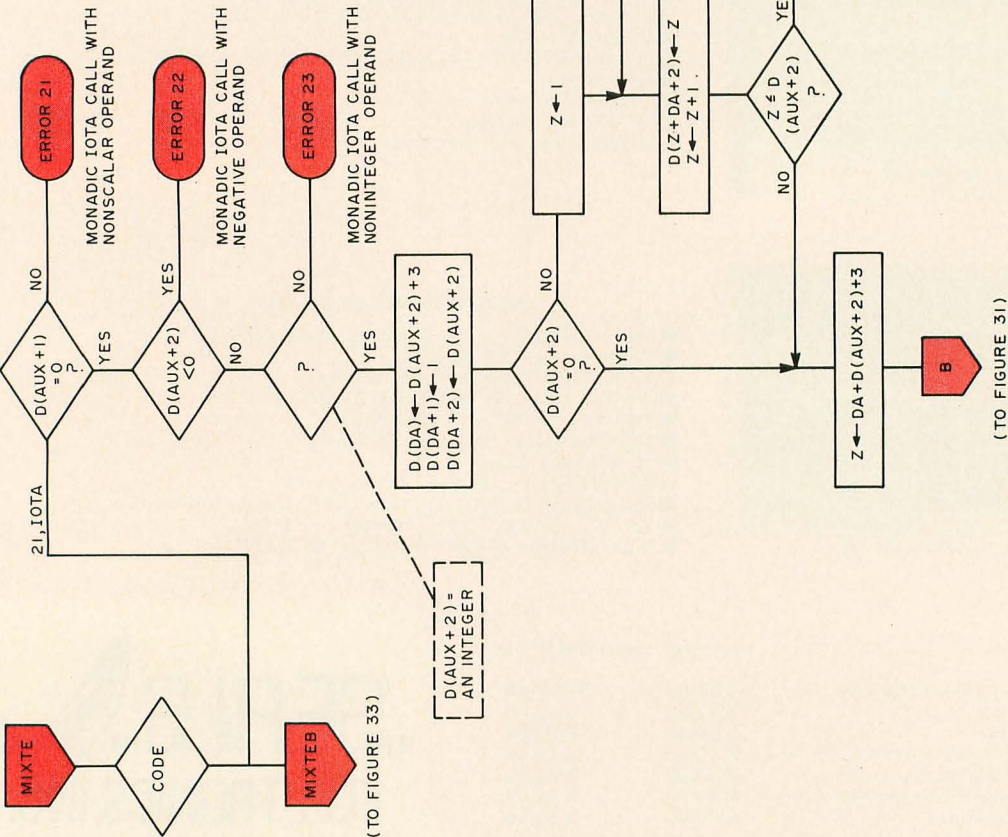 MIXTE
CODE
MIXTEB
(TO FIGURE 33)
21, IOTA
D(AUX+1)
=0
?
NO
ERROR 21
MONADIC IOTA CALL WITH
NONSCALAR OPERAND
YES
D(AUX+2)
<0
YES
ERROR 22
MONADIC IOTA CALL WITH
NEGATIVE OPERAND
NO
?
NO
ERROR 23
MONADIC IOTA CALL WITH
NONINTEGER OPERAND
D(AUX+2)=
AN INTEGER
YES
D(DA)←D(AUX+2)+3
D(DA+1)←1
D(DA+2)←D(AUX+2)
D(AUX+2)
=0
?
NO
YES
Z←1
D(Z+DA+2)←Z
Z←Z+1.
Z≤D
(AUX+2)
?
NO
YE
Z←DA+D(AUX+2)+3
B
(TO FIGURE 31)